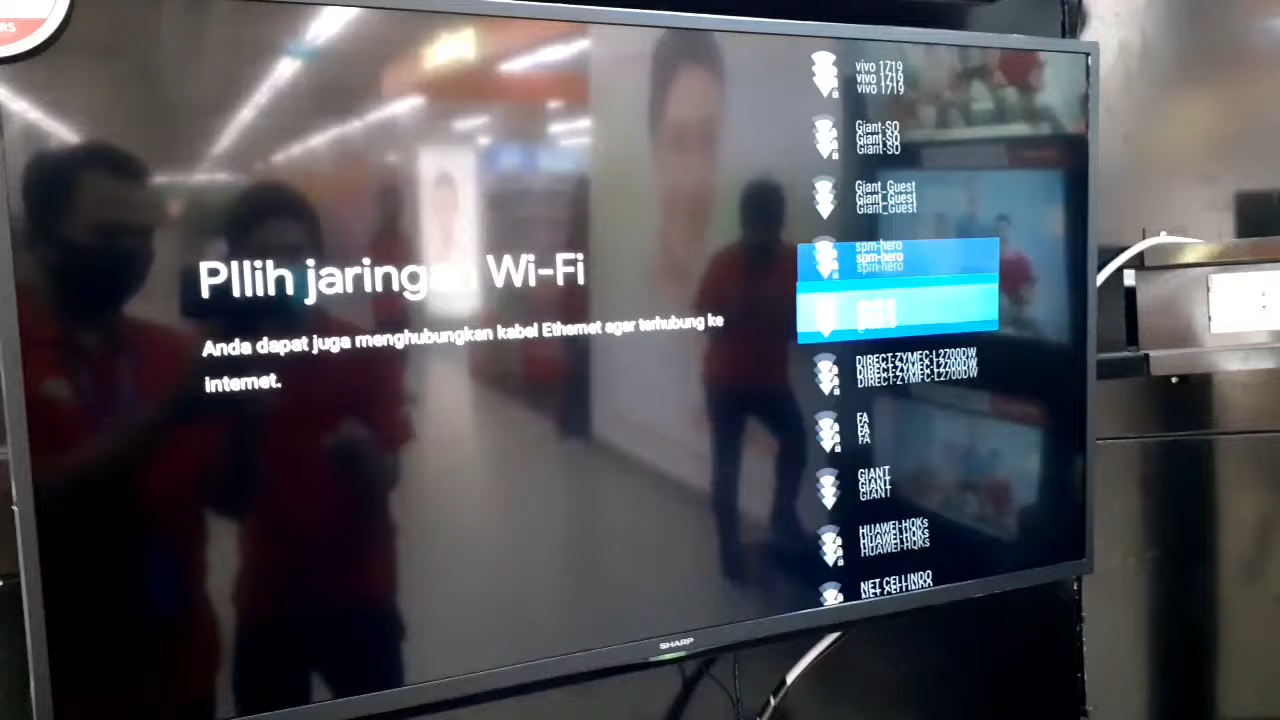 RS
PIlih jaringan Wi-Fi
Anda dapat juga menghubungkan kabel Ethernet agar terhubung ke
internet.
vivo 1719
Giant-SO
Giant_Guest
spm-hero
DIRECT-ZYMFC-L2700DW
FA
GIANT
HUAWEI-HQKs
NET CELLINDO
SHARP